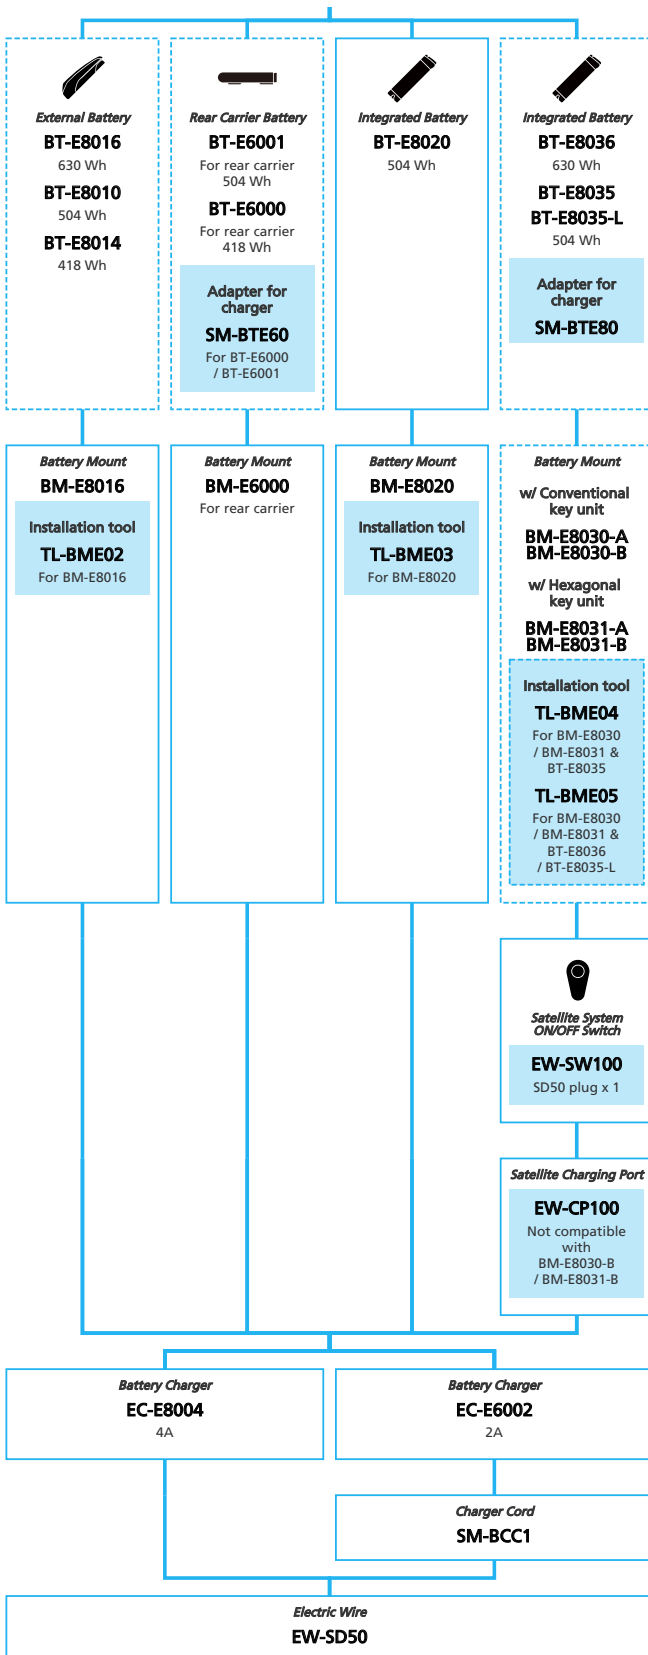 External Battery
BT-E8016
630 Wh
BT-E8010
504 Wh
BT-E8014
418 Wh
Rear Carrier Battery
BT-E6001
For rear carrier
504 Wh
BT-E6000
For rear carrier
418 Wh
Adapter for
charger
SM-BTE60
For BT-E6000
/ BT-E6001
Integrated Battery
BT-E8020
504 Wh
Integrated Battery
BT-E8036
630 Wh
BT-E8035
BT-E8035-L
504 Wh
Adapter for
charger
SM-BTE80
Battery Mount
BM-E8016
Installation tool
TL-BME02
For BM-E8016
Battery Mount
BM-E6000
For rear carrier
Battery Mount
BM-E8020
Installation tool
TL-BME03
For BM-E8020
Battery Mount
w/ Conventional
key unit
BM-E8030-A
BM-E8030-B
w/ Hexagonal
key unit
BM-E8031-A
BM-E8031-B
Installation tool
TL-BME04
For BM-E8030
/ BM-E8031 &
BT-E8035
TL-BME05
For BM-E8030
/ BM-E8031 &
BT-E8036
/ BT-E8035-L
Satellite System
ON/OFF Switch
EW-SW100
SD50 plug x 1
Satellite Charging Port
EW-CP100
Not compatible
with
BM-E8030-B
/ BM-E8031-B
Battery Charger
EC-E8004
4A
Battery Charger
EC-E6002
2A
Charger Cord
SM-BCC1
Electric Wire
EW-SD50